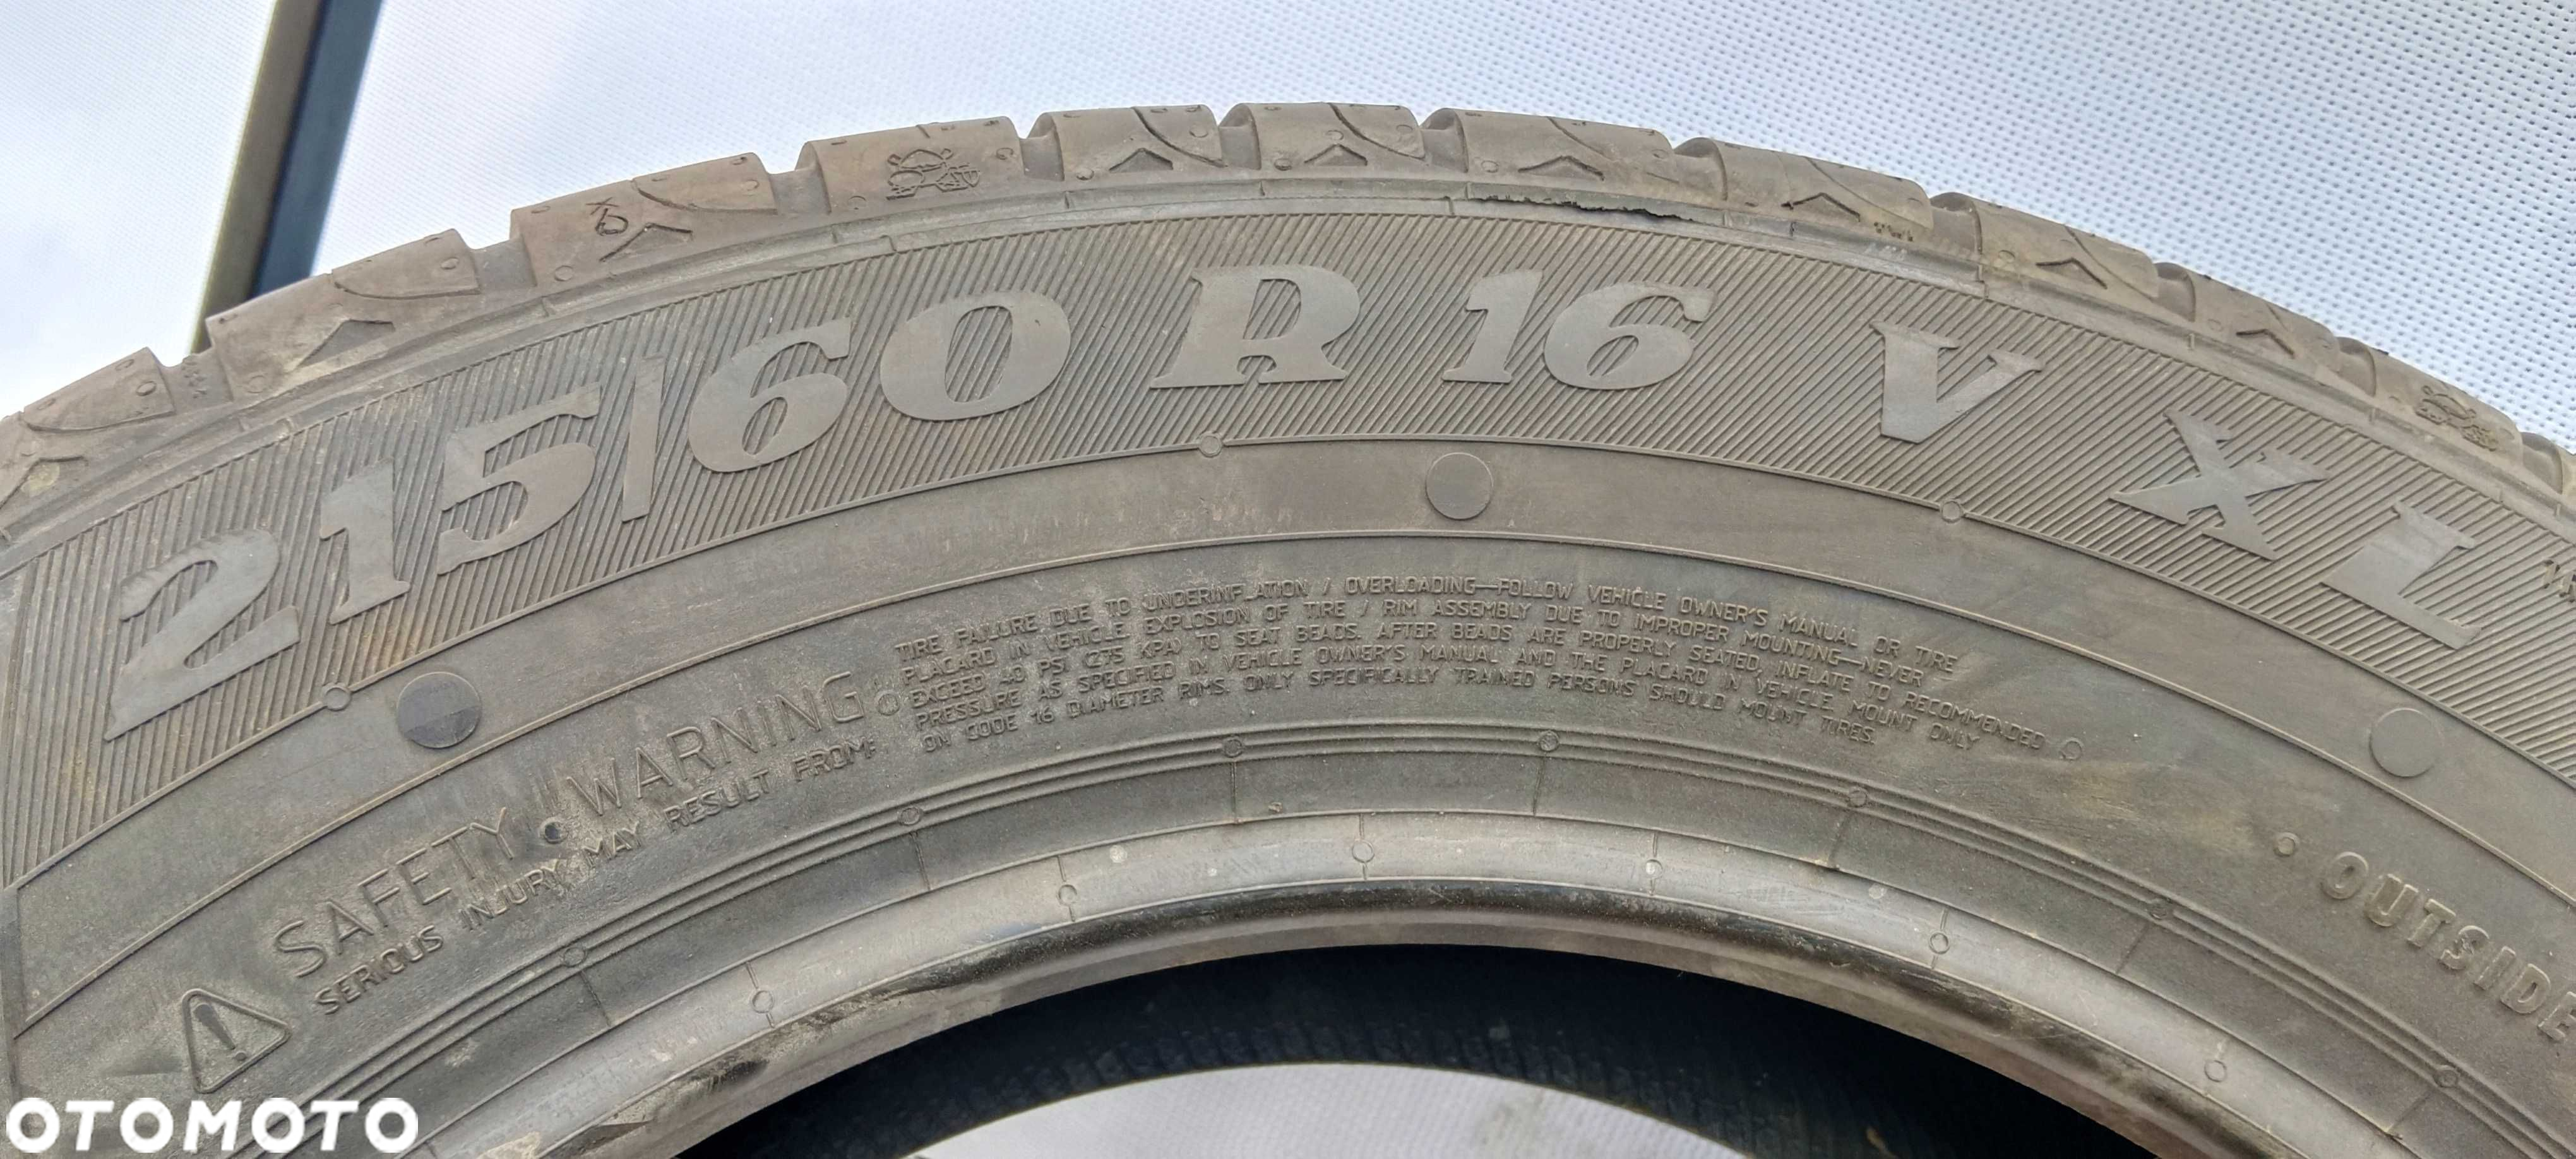 TWI
215/60 R 16 V XL
SAFETY · WARNING
SERIOUS INJURY MAY RESULT FROM:
TIRE FAILURE DUE TO UNDERINFLATION / OVERLOADING—FOLLOW VEHICLE OWNER'S MANUAL OR TIRE
PLACARD IN VEHICLE. EXPLOSION OF TIRE / RIM ASSEMBLY DUE TO IMPROPER MOUNTING—NEVER
EXCEED 40 PSI (275 KPA) TO SEAT BEADS. AFTER BEADS ARE PROPERLY SEATED, INFLATE TO RECOMMENDED
PRESSURE AS SPECIFIED IN VEHICLE OWNER'S MANUAL AND THE PLACARD IN VEHICLE. MOUNT ONLY
ON CODE 16 DIAMETER RIMS. ONLY SPECIFICALLY TRAINED PERSONS SHOULD MOUNT TIRES.
· OUTSIDE
OTOMOTO